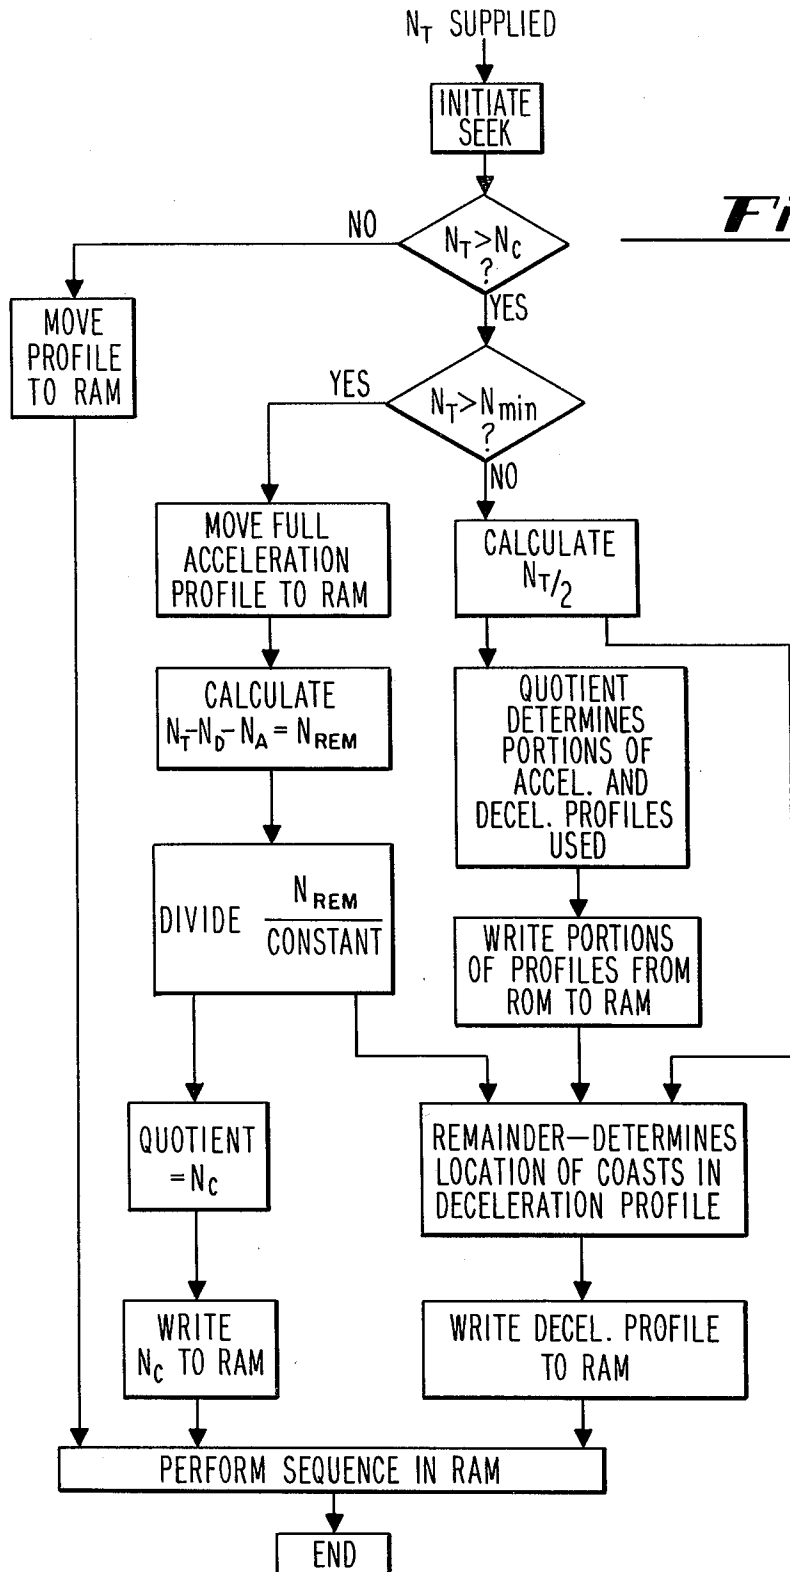 N_T SUPPLIED
INITIATE
SEEK
Fi
NO
N_T>N_C
?
YES
MOVE
PROFILE
TO RAM
YES
N_T>N_min
?
NO
MOVE FULL
ACCELERATION
PROFILE TO RAM
CALCULATE
N_T/2
CALCULATE
N_T-N_D-N_A=N_REM
QUOTIENT
DETERMINES
PORTIONS OF
ACCEL. AND
DECEL. PROFILES
USED
DIVIDE N_REM
CONSTANT
WRITE PORTIONS
OF PROFILES FROM
ROM TO RAM
QUOTIENT
=N_C
REMAINDER—DETERMINES
LOCATION OF COASTS IN
DECELERATION PROFILE
WRITE
N_C TO RAM
WRITE DECEL. PROFILE
TO RAM
PERFORM SEQUENCE IN RAM
END